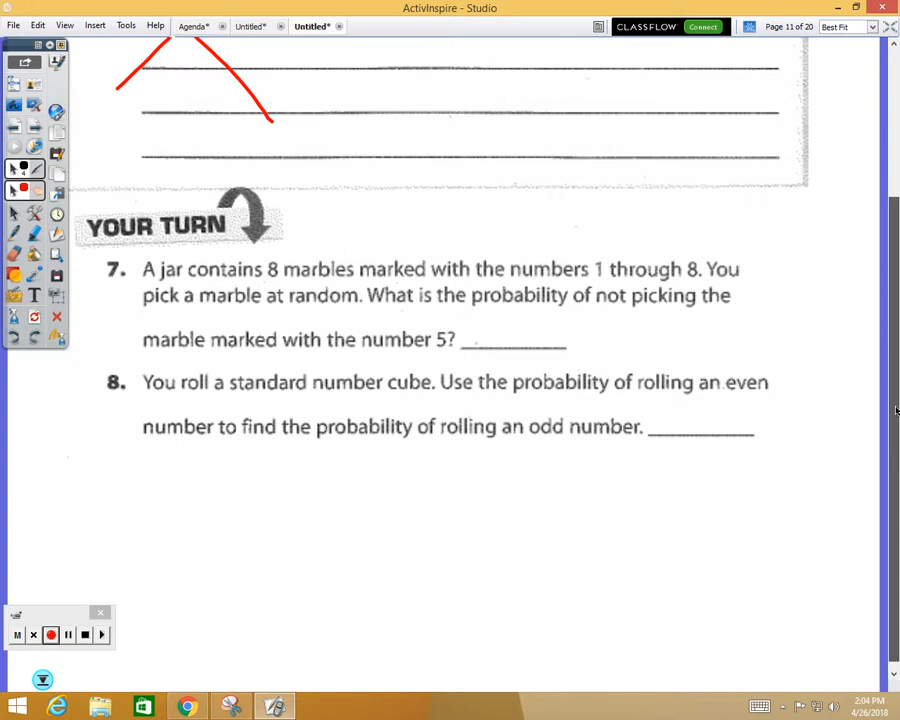 ActivInspire - Studio
File Edit View Insert Tools Help Agenda* Untitled* Untitled* CLASSFLOW Connect Page 11 of 20 Best Fit
4
YOUR TURN
7. A jar contains 8 marbles marked with the numbers 1 through 8. You
pick a marble at random. What is the probability of not picking the
marble marked with the number 5? __________
8. You roll a standard number cube. Use the probability of rolling an even
number to find the probability of rolling an odd number. __________
M
2:04 PM
4/26/2018